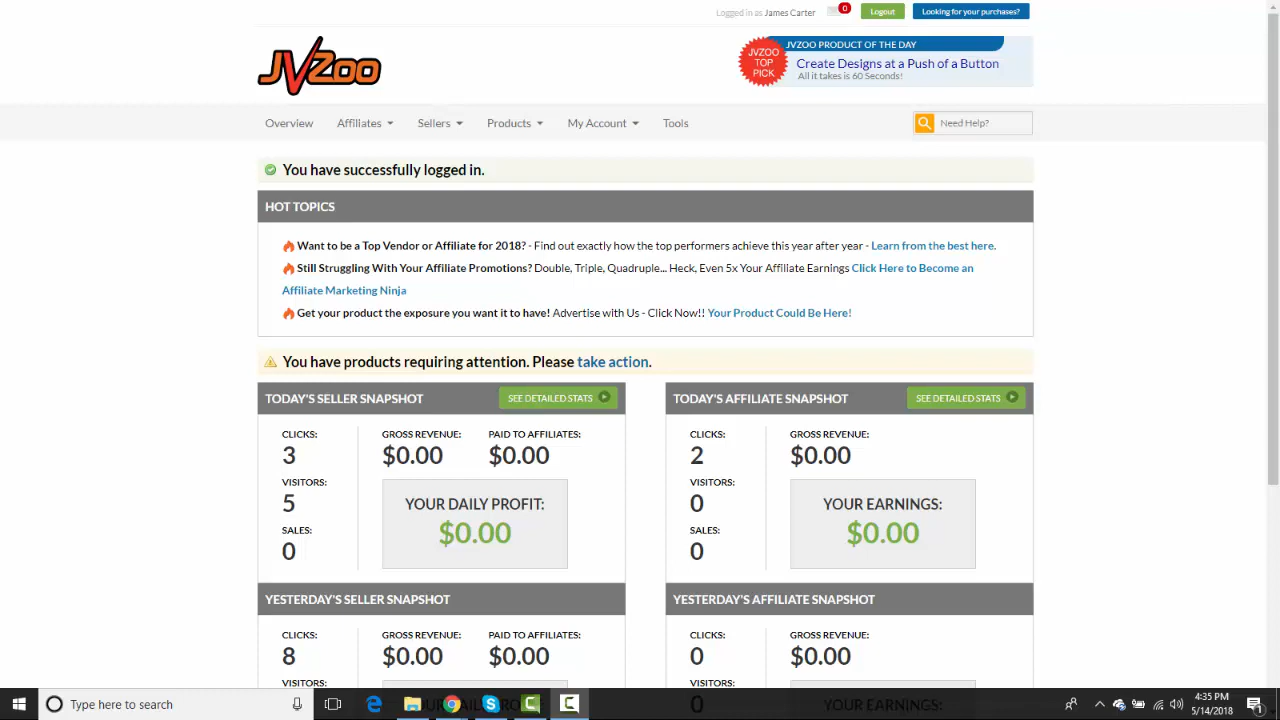 Logged in as James Carter 0 Logout Looking for your purchases?
JVZoo
JVZOO TOP PICK
JVZOO PRODUCT OF THE DAY
Create Designs at a Push of a Button
All it takes is 60 Seconds!
Overview Affiliates Sellers Products My Account Tools Need Help?
You have successfully logged in.
HOT TOPICS
Want to be a Top Vendor or Affiliate for 2018? - Find out exactly how the top performers achieve this year after year - Learn from the best here.
Still Struggling With Your Affiliate Promotions? Double, Triple, Quadruple... Heck, Even 5x Your Affiliate Earnings Click Here to Become an
Affiliate Marketing Ninja
Get your product the exposure you want it to have! Advertise with Us - Click Now!! Your Product Could Be Here!
You have products requiring attention. Please take action.
TODAY'S SELLER SNAPSHOT SEE DETAILED STATS
CLICKS: GROSS REVENUE: PAID TO AFFILIATES:
3 $0.00 $0.00
VISITORS:
5
YOUR DAILY PROFIT:
$0.00
SALES:
0
TODAY'S AFFILIATE SNAPSHOT SEE DETAILED STATS
CLICKS: GROSS REVENUE:
2 $0.00
VISITORS:
0
YOUR EARNINGS:
$0.00
SALES:
0
YESTERDAY'S SELLER SNAPSHOT
CLICKS: GROSS REVENUE: PAID TO AFFILIATES:
8 $0.00 $0.00
VISITORS:
YOUR DAILY PROFIT:
YESTERDAY'S AFFILIATE SNAPSHOT
CLICKS: GROSS REVENUE:
0 $0.00
VISITORS:
0
YOUR EARNINGS:
Type here to search
4:35 PM
5/14/2018
1